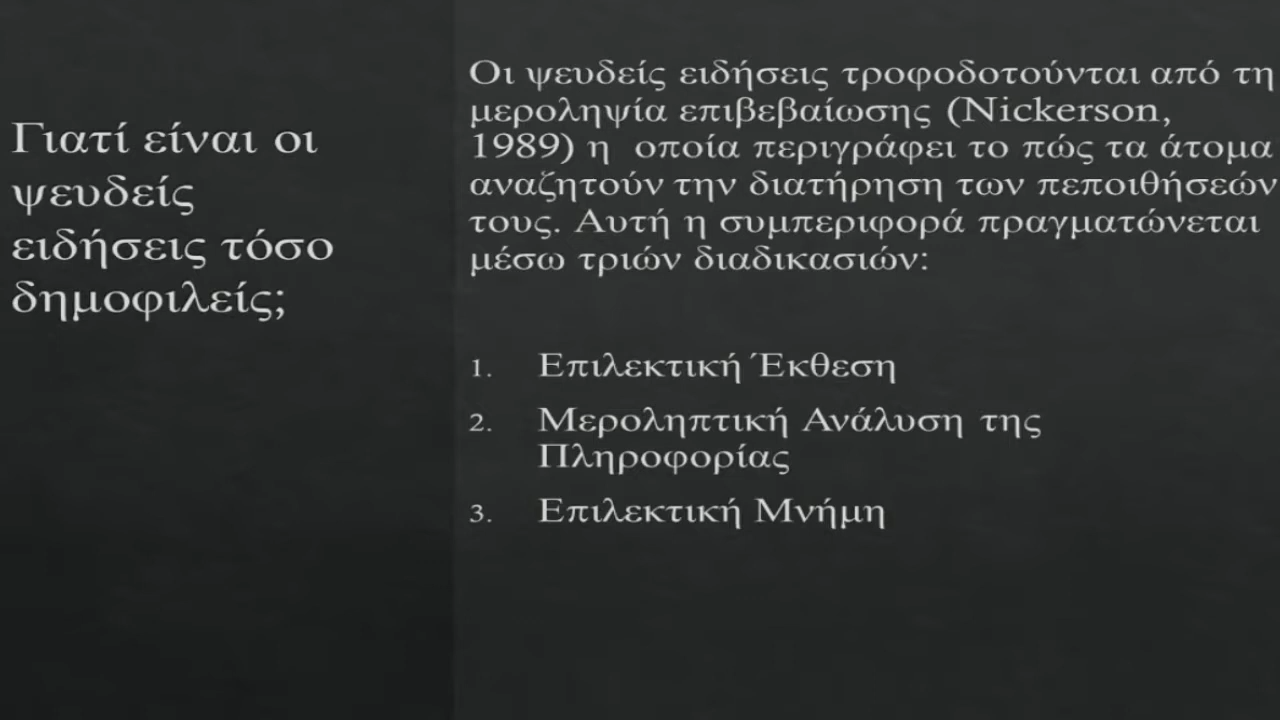 Γιατί είναι οι
ψευδείς
ειδήσεις τόσο
δημοφιλείς;
Οι ψευδείς ειδήσεις τροφοδοτούνται από τη
μεροληψία επιβεβαίωσης (Nickerson,
1989) η οποία περιγράφει το πώς τα άτομα
αναζητούν την διατήρηση των πεποιθήσεών
τους. Αυτή η συμπεριφορά πραγματώνεται
μέσω τριών διαδικασιών:
1. Επιλεκτική Έκθεση
2. Μεροληπτική Ανάλυση της
Πληροφορίας
3. Επιλεκτική Μνήμη